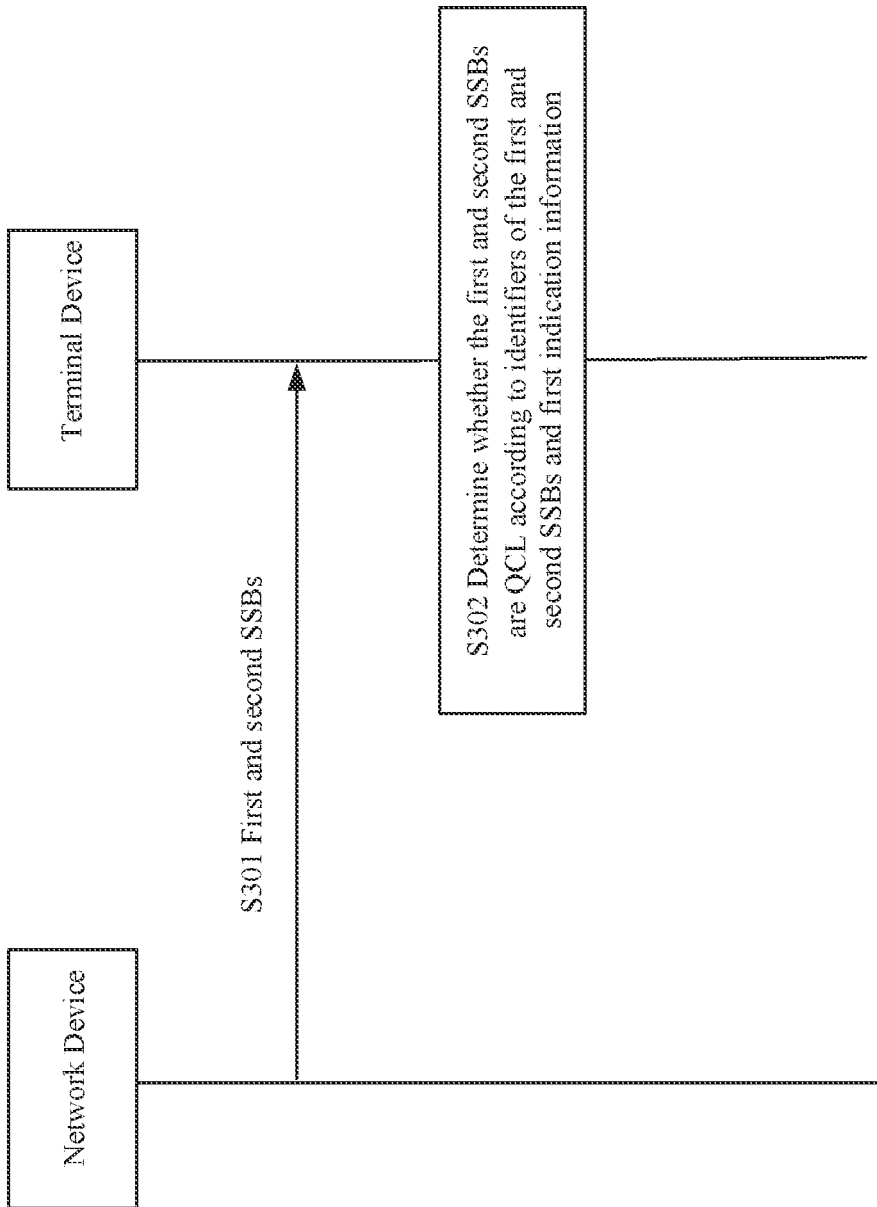 Network Device
Terminal Device
S301 First and second SSBs
S302 Determine whether the first and second SSBs
are QCL according to identifiers of the first and
second SSBs and first indication information